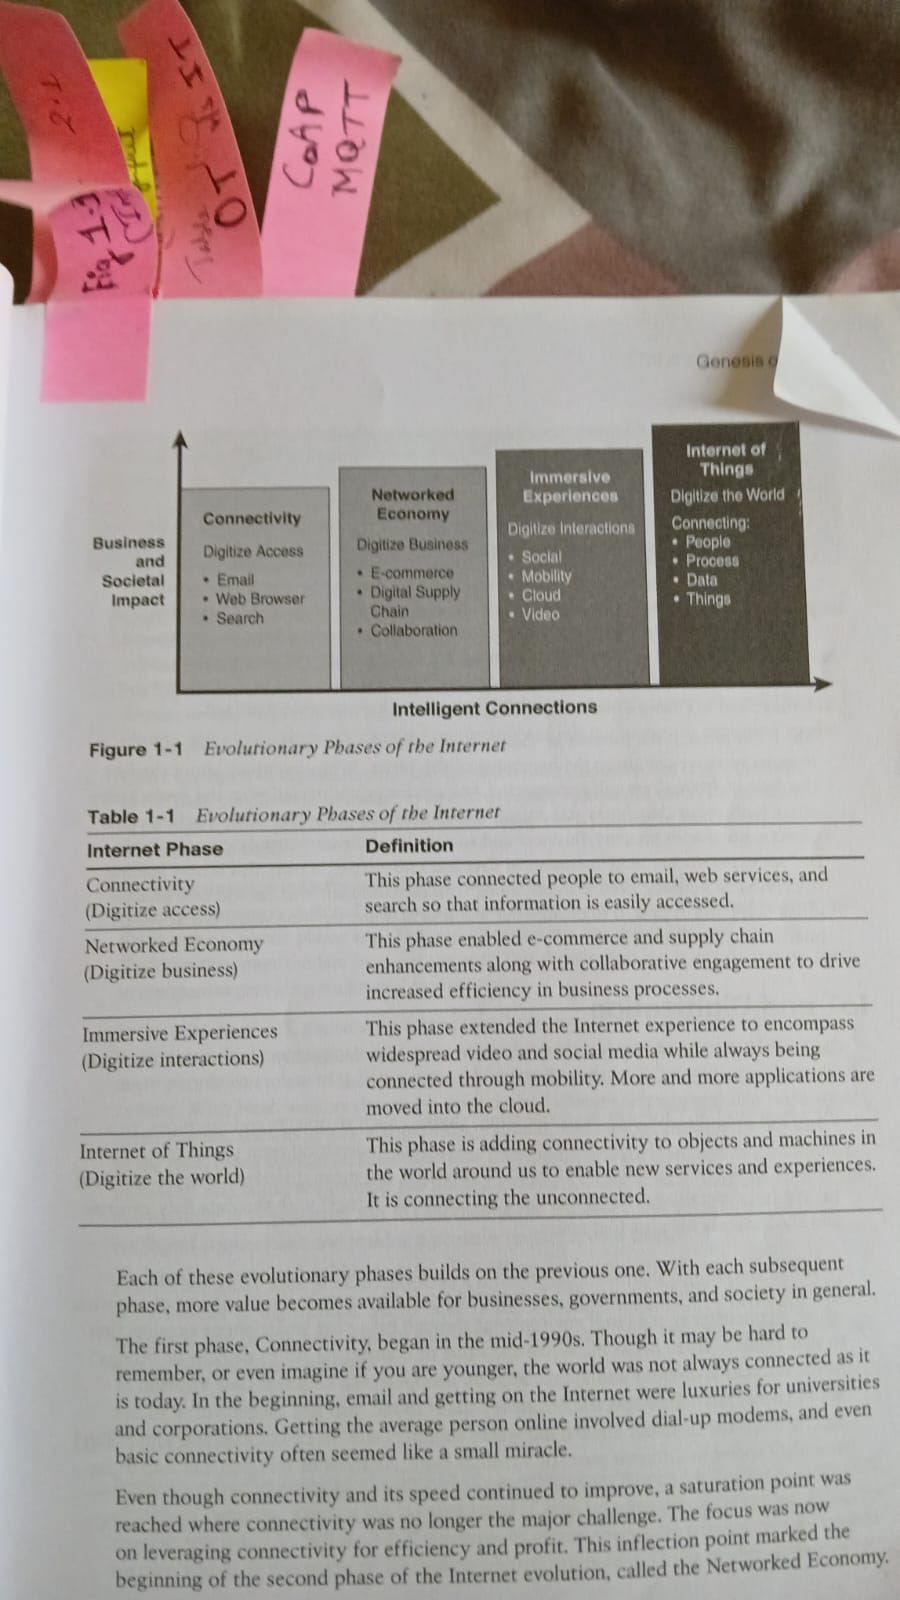 2.1
Fig 1.1
OT
IT
CoAP
MQTT
Genesis
Business
and
Societal
Impact
Connectivity
Digitize Access
• Email
• Web Browser
• Search
Networked
Economy
Digitize Business
• E-commerce
• Digital Supply
Chain
• Collaboration
Immersive
Experiences
Digitize Interactions
• Social
• Mobility
• Cloud
• Video
Internet of
Things
Digitize the World
Connecting:
• People
• Process
• Data
• Things
Intelligent Connections
Figure 1-1 Evolutionary Phases of the Internet
Table 1-1 Evolutionary Phases of the Internet
Internet Phase Definition
Connectivity This phase connected people to email, web services, and
(Digitize access) search so that information is easily accessed.
Networked Economy This phase enabled e-commerce and supply chain
(Digitize business) enhancements along with collaborative engagement to drive
increased efficiency in business processes.
Immersive Experiences This phase extended the Internet experience to encompass
(Digitize interactions) widespread video and social media while always being
connected through mobility. More and more applications are
moved into the cloud.
Internet of Things This phase is adding connectivity to objects and machines in
(Digitize the world) the world around us to enable new services and experiences.
It is connecting the unconnected.
Each of these evolutionary phases builds on the previous one. With each subsequent
phase, more value becomes available for businesses, governments, and society in general.
The first phase, Connectivity, began in the mid-1990s. Though it may be hard to
remember, or even imagine if you are younger, the world was not always connected as it
is today. In the beginning, email and getting on the Internet were luxuries for universities
and corporations. Getting the average person online involved dial-up modems, and even
basic connectivity often seemed like a small miracle.
Even though connectivity and its speed continued to improve, a saturation point was
reached where connectivity was no longer the major challenge. The focus was now
on leveraging connectivity for efficiency and profit. This inflection point marked the
beginning of the second phase of the Internet evolution, called the Networked Economy.